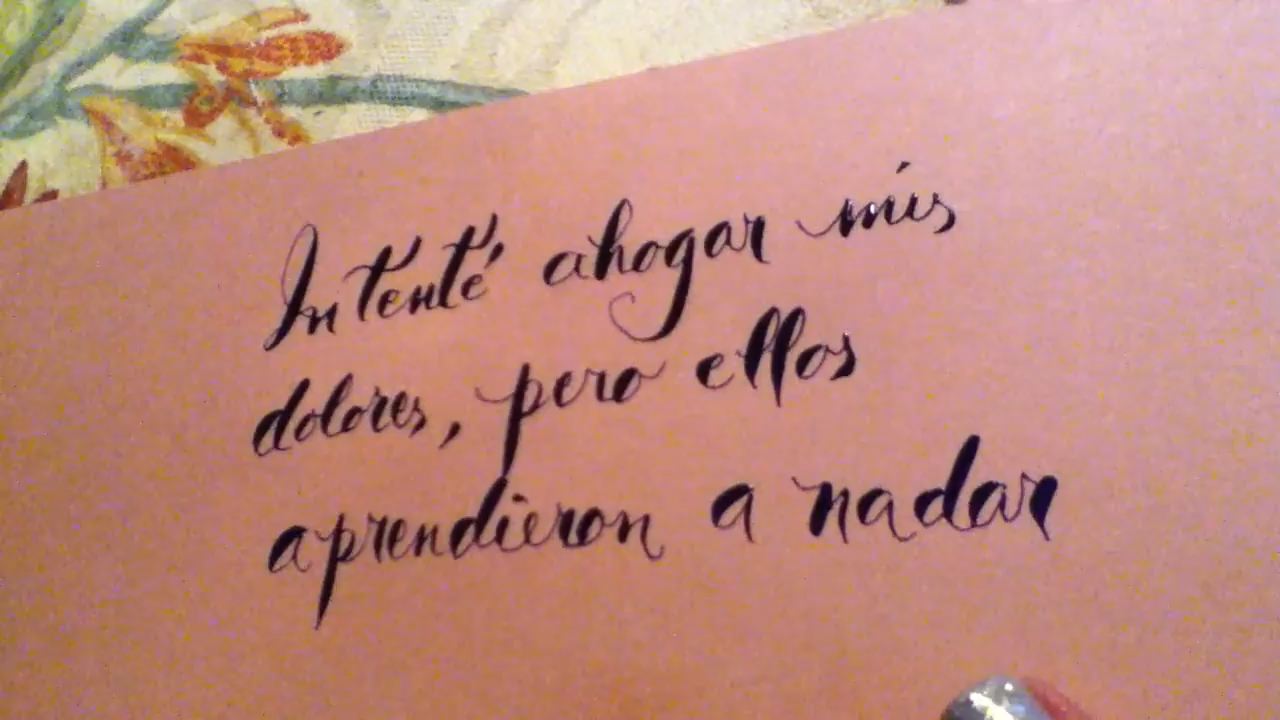 Intenté ahogar mis
dolores, pero ellos
aprendieron a nadar